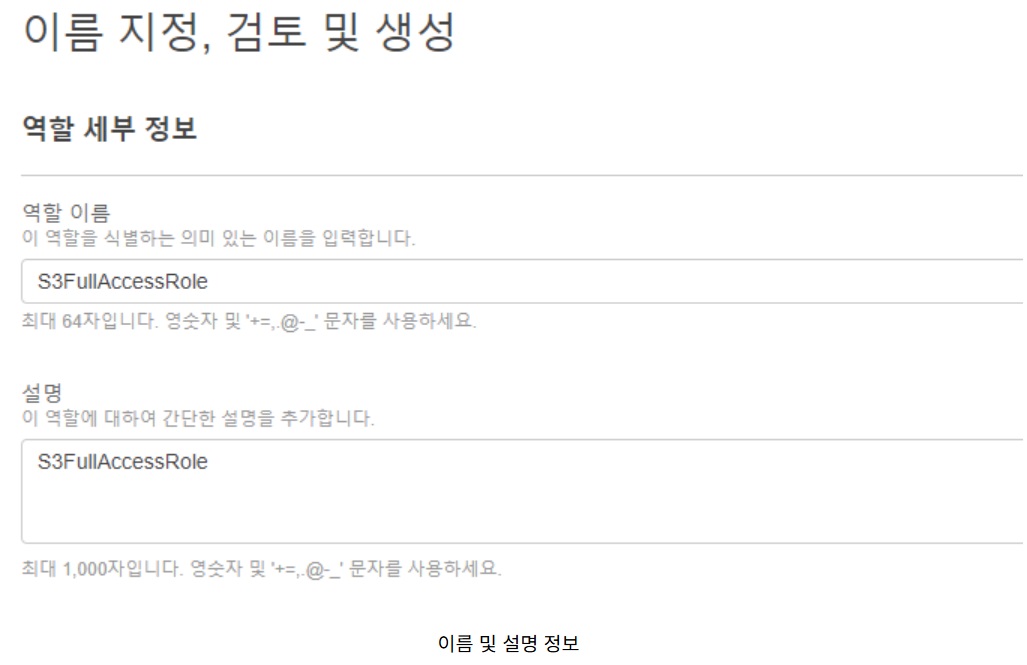 이름 지정, 검토 및 생성
역할 세부 정보
역할 이름
이 역할을 식별하는 의미 있는 이름을 입력합니다.
S3FullAccessRole
최대 64자입니다. 영숫자 및 '+=,.@-_' 문자를 사용하세요.
설명
이 역할에 대하여 간단한 설명을 추가합니다.
S3FullAccessRole
최대 1,000자입니다. 영숫자 및 '+=,.@-_' 문자를 사용하세요.
이름 및 설명 정보